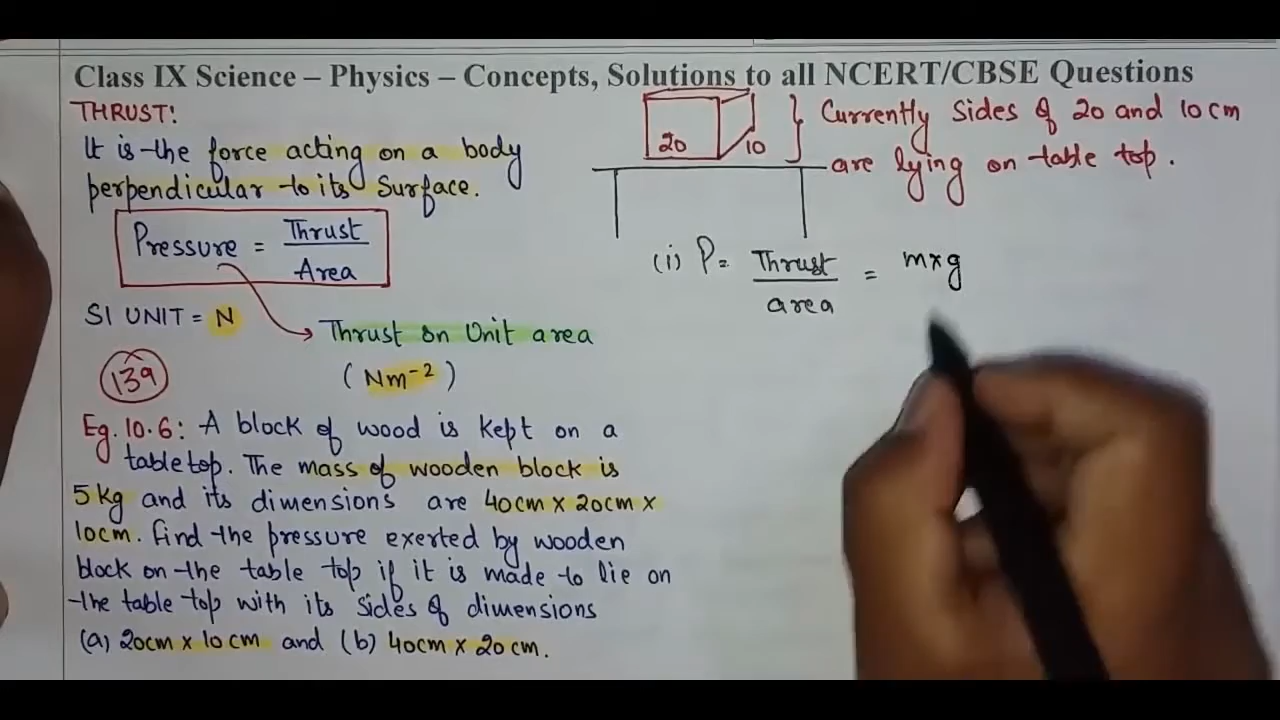 Class IX Science – Physics – Concepts, Solutions to all NCERT/CBSE Questions
THRUST!
It is the force acting on a body
perpendicular to its Surface.
Pressure = Thrust
Area
SI UNIT = N
Thrust on Unit area
(Nm⁻²)
139
Eg. 10.6: A block of wood is kept on a
tabletop. The mass of wooden block is
5kg and its dimensions are 40cm x 20cm x
10cm. Find the pressure exerted by wooden
block on the table top if it is made to lie on
the table top with its sides of dimensions
(a) 20cm x 10cm and (b) 40cm x 20cm.
20 10
Currently Sides of 20 and 10cm
are lying on table top.
(i) P = Thrust = mxg
area